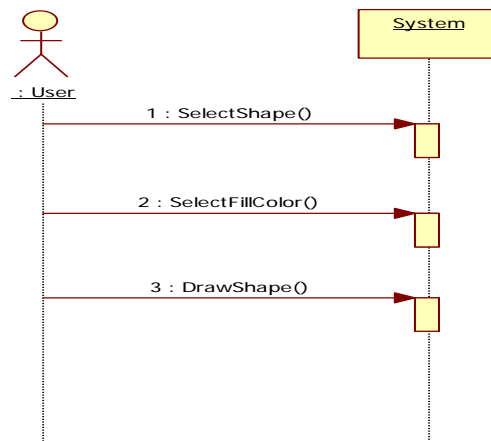 System
: User
1 : SelectShape()
2 : SelectFillColor()
3 : DrawShape()